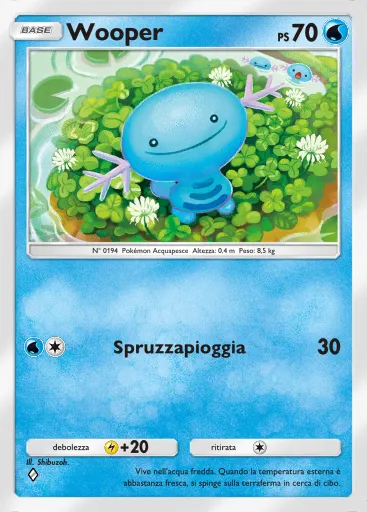 BASE Wooper PS 70
N° 0194 Pokémon Acquapesce Altezza: 0,4 m Peso: 8,5 kg
Spruzzapioggia 30
debolezza +20 ritirata
Ill. Shibuzoh.
Vive nell'acqua fredda. Quando la temperatura esterna è
abbastanza fresca, si spinge sulla terraferma in cerca di cibo.